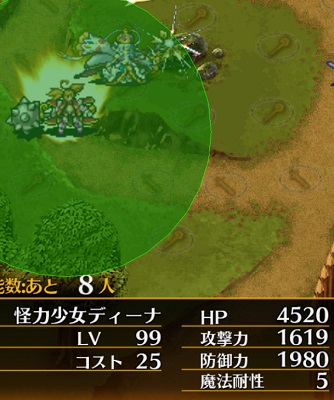 能数:あと 8 人
怪力少女ディーナ
LV 99
コスト 25
HP 4520
攻撃力 1619
防御力 1980
魔法耐性 5